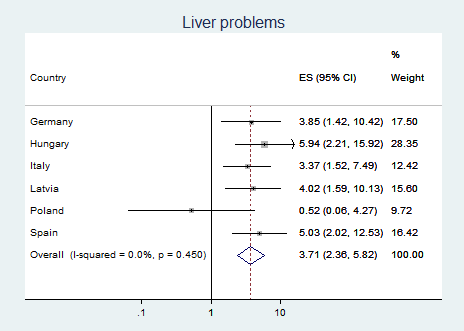 Liver problems
%
Country ES (95% CI) Weight
Germany 3.85 (1.42, 10.42) 17.50
Hungary 5.94 (2.21, 15.92) 28.35
Italy 3.37 (1.52, 7.49) 12.42
Latvia 4.02 (1.59, 10.13) 15.60
Poland 0.52 (0.06, 4.27) 9.72
Spain 5.03 (2.02, 12.53) 16.42
Overall (I-squared = 0.0%, p = 0.450) 3.71 (2.36, 5.82) 100.00
.1 1 10